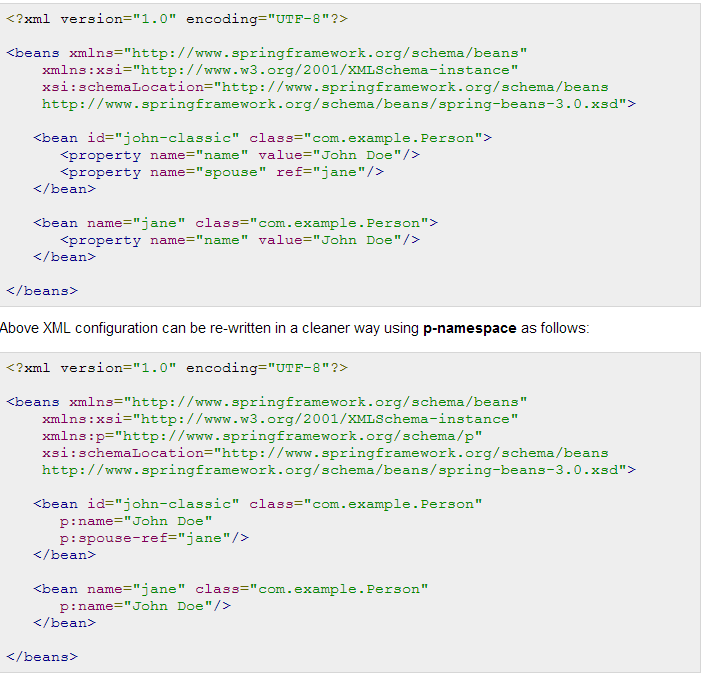 <?xml version="1.0" encoding="UTF-8"?>
<beans xmlns="http://www.springframework.org/schema/beans"
xmlns:xsi="http://www.w3.org/2001/XMLSchema-instance"
xsi:schemaLocation="http://www.springframework.org/schema/beans
http://www.springframework.org/schema/beans/spring-beans-3.0.xsd">
<bean id="john-classic" class="com.example.Person">
<property name="name" value="John Doe"/>
<property name="spouse" ref="jane"/>
</bean>
<bean name="jane" class="com.example.Person">
<property name="name" value="John Doe"/>
</bean>
</beans>
Above XML configuration can be re-written in a cleaner way using p-namespace as follows:
<?xml version="1.0" encoding="UTF-8"?>
<beans xmlns="http://www.springframework.org/schema/beans"
xmlns:xsi="http://www.w3.org/2001/XMLSchema-instance"
xmlns:p="http://www.springframework.org/schema/p"
xsi:schemaLocation="http://www.springframework.org/schema/beans
http://www.springframework.org/schema/beans/spring-beans-3.0.xsd">
<bean id="john-classic" class="com.example.Person"
p:name="John Doe"
p:spouse-ref="jane"/>
</bean>
<bean name="jane" class="com.example.Person"
p:name="John Doe"/>
</bean>
</beans>